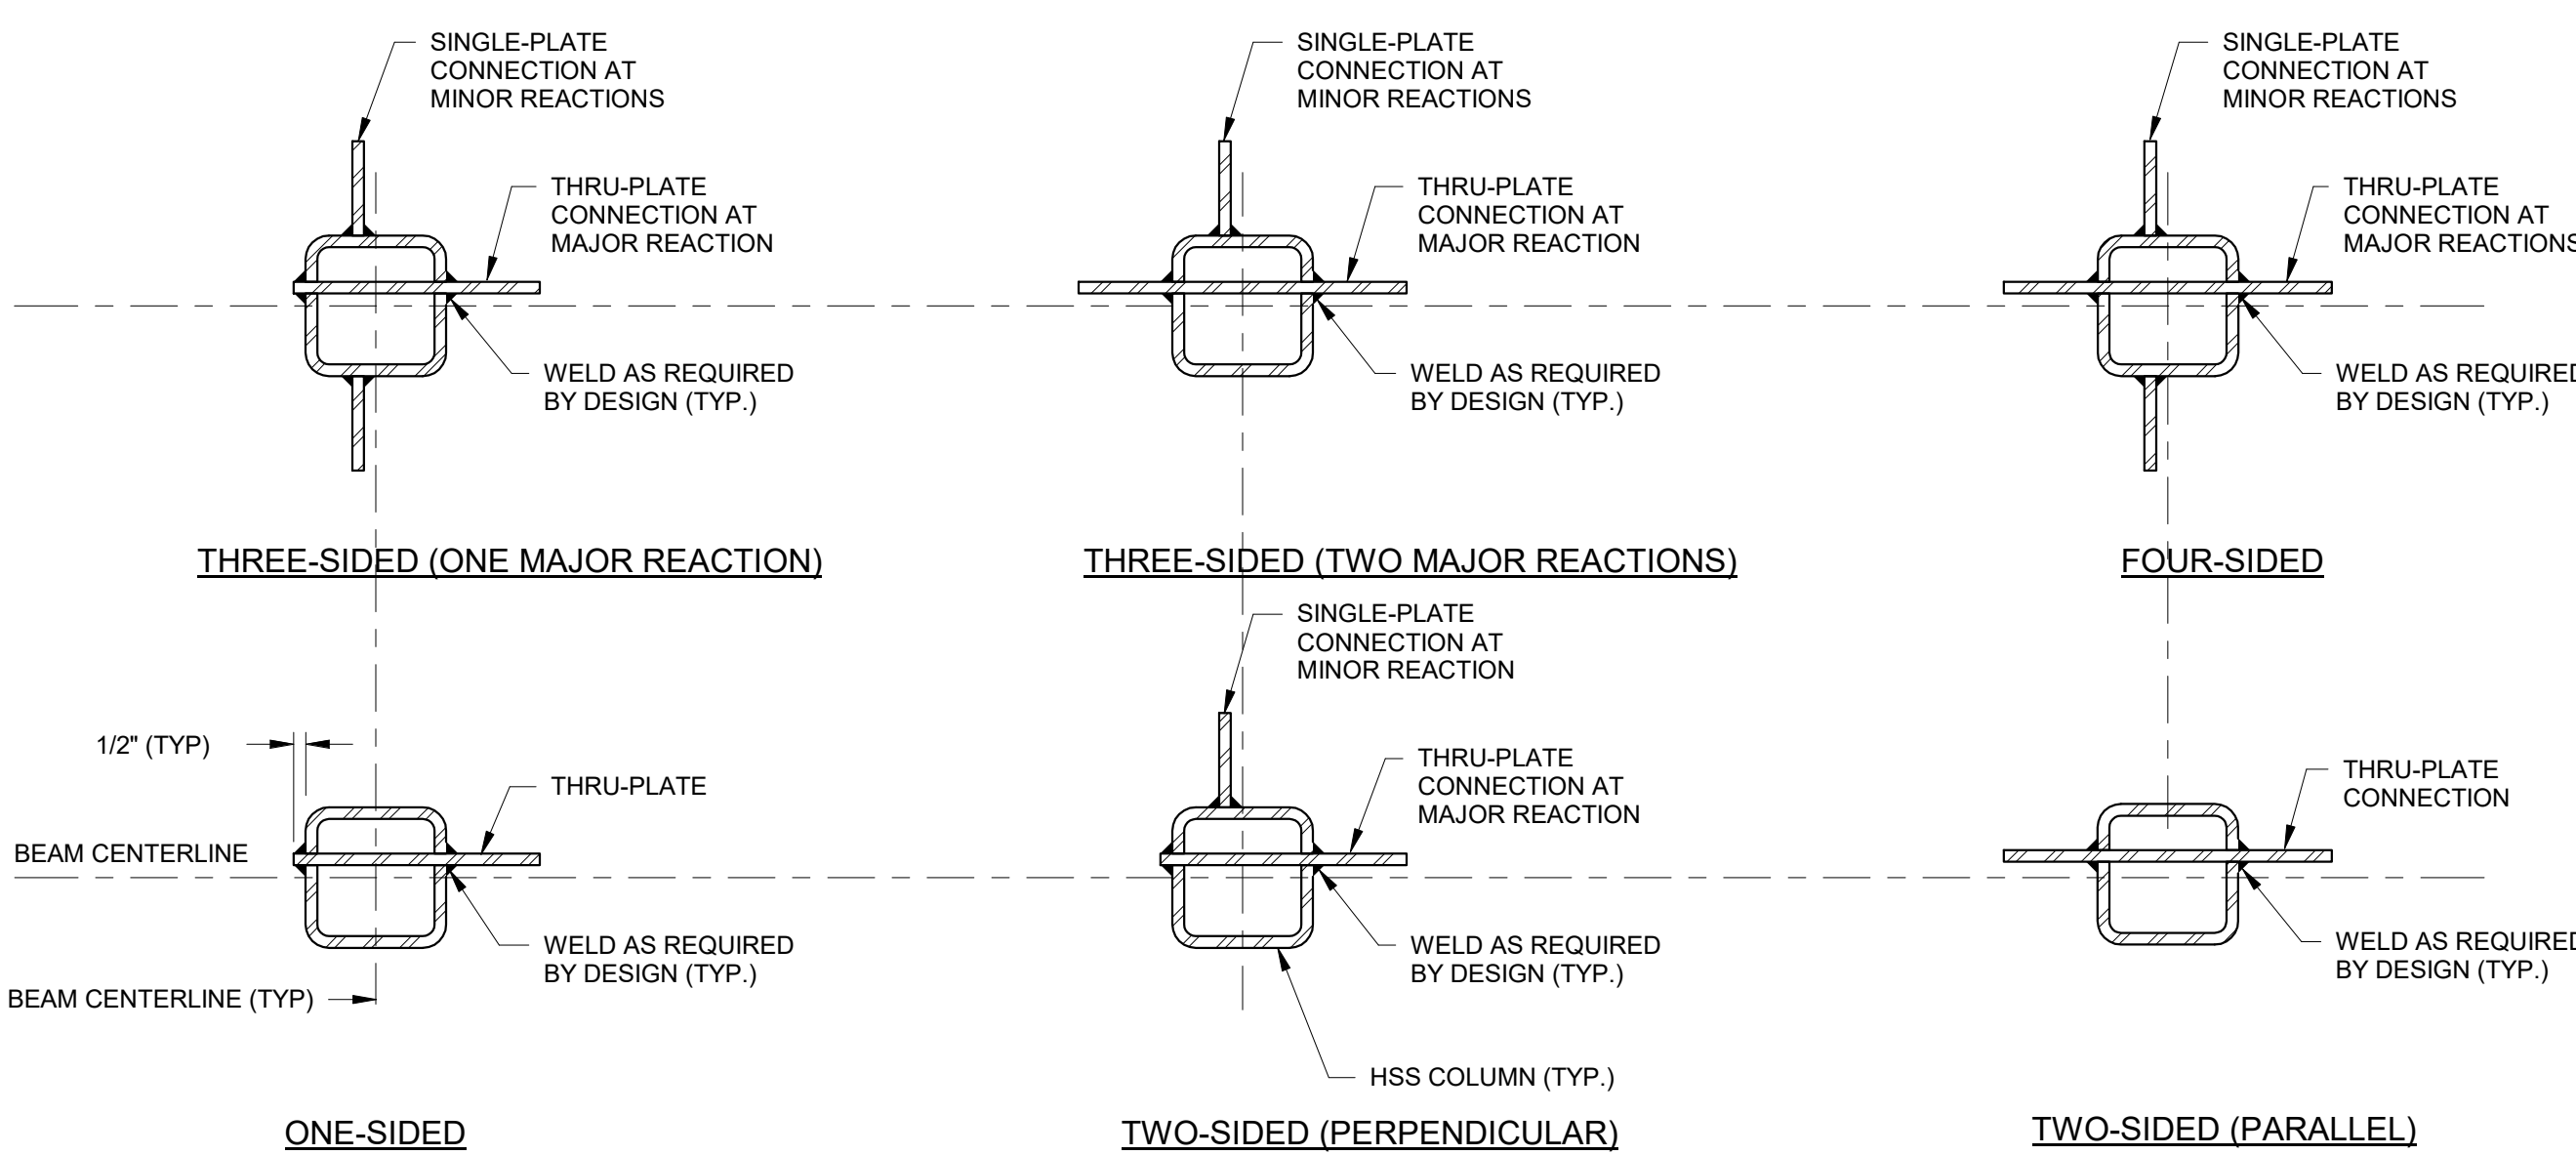 SINGLE-PLATE
CONNECTION AT
MINOR REACTIONS
THRU-PLATE
CONNECTION AT
MAJOR REACTION
WELD AS REQUIRED
BY DESIGN (TYP.)
THREE-SIDED (ONE MAJOR REACTION)
SINGLE-PLATE
CONNECTION AT
MINOR REACTIONS
THRU-PLATE
CONNECTION AT
MAJOR REACTION
WELD AS REQUIRED
BY DESIGN (TYP.)
THREE-SIDED (TWO MAJOR REACTIONS)
SINGLE-PLATE
CONNECTION AT
MINOR REACTIONS
THRU-PLATE
CONNECTION AT
MAJOR REACTIONS
WELD AS REQUIRED
BY DESIGN (TYP.)
FOUR-SIDED
1/2" (TYP)
THRU-PLATE
BEAM CENTERLINE
WELD AS REQUIRED
BY DESIGN (TYP.)
BEAM CENTERLINE (TYP)
ONE-SIDED
SINGLE-PLATE
CONNECTION AT
MINOR REACTION
THRU-PLATE
CONNECTION AT
MAJOR REACTION
WELD AS REQUIRED
BY DESIGN (TYP.)
HSS COLUMN (TYP.)
TWO-SIDED (PERPENDICULAR)
THRU-PLATE
CONNECTION
WELD AS REQUIRED
BY DESIGN (TYP.)
TWO-SIDED (PARALLEL)